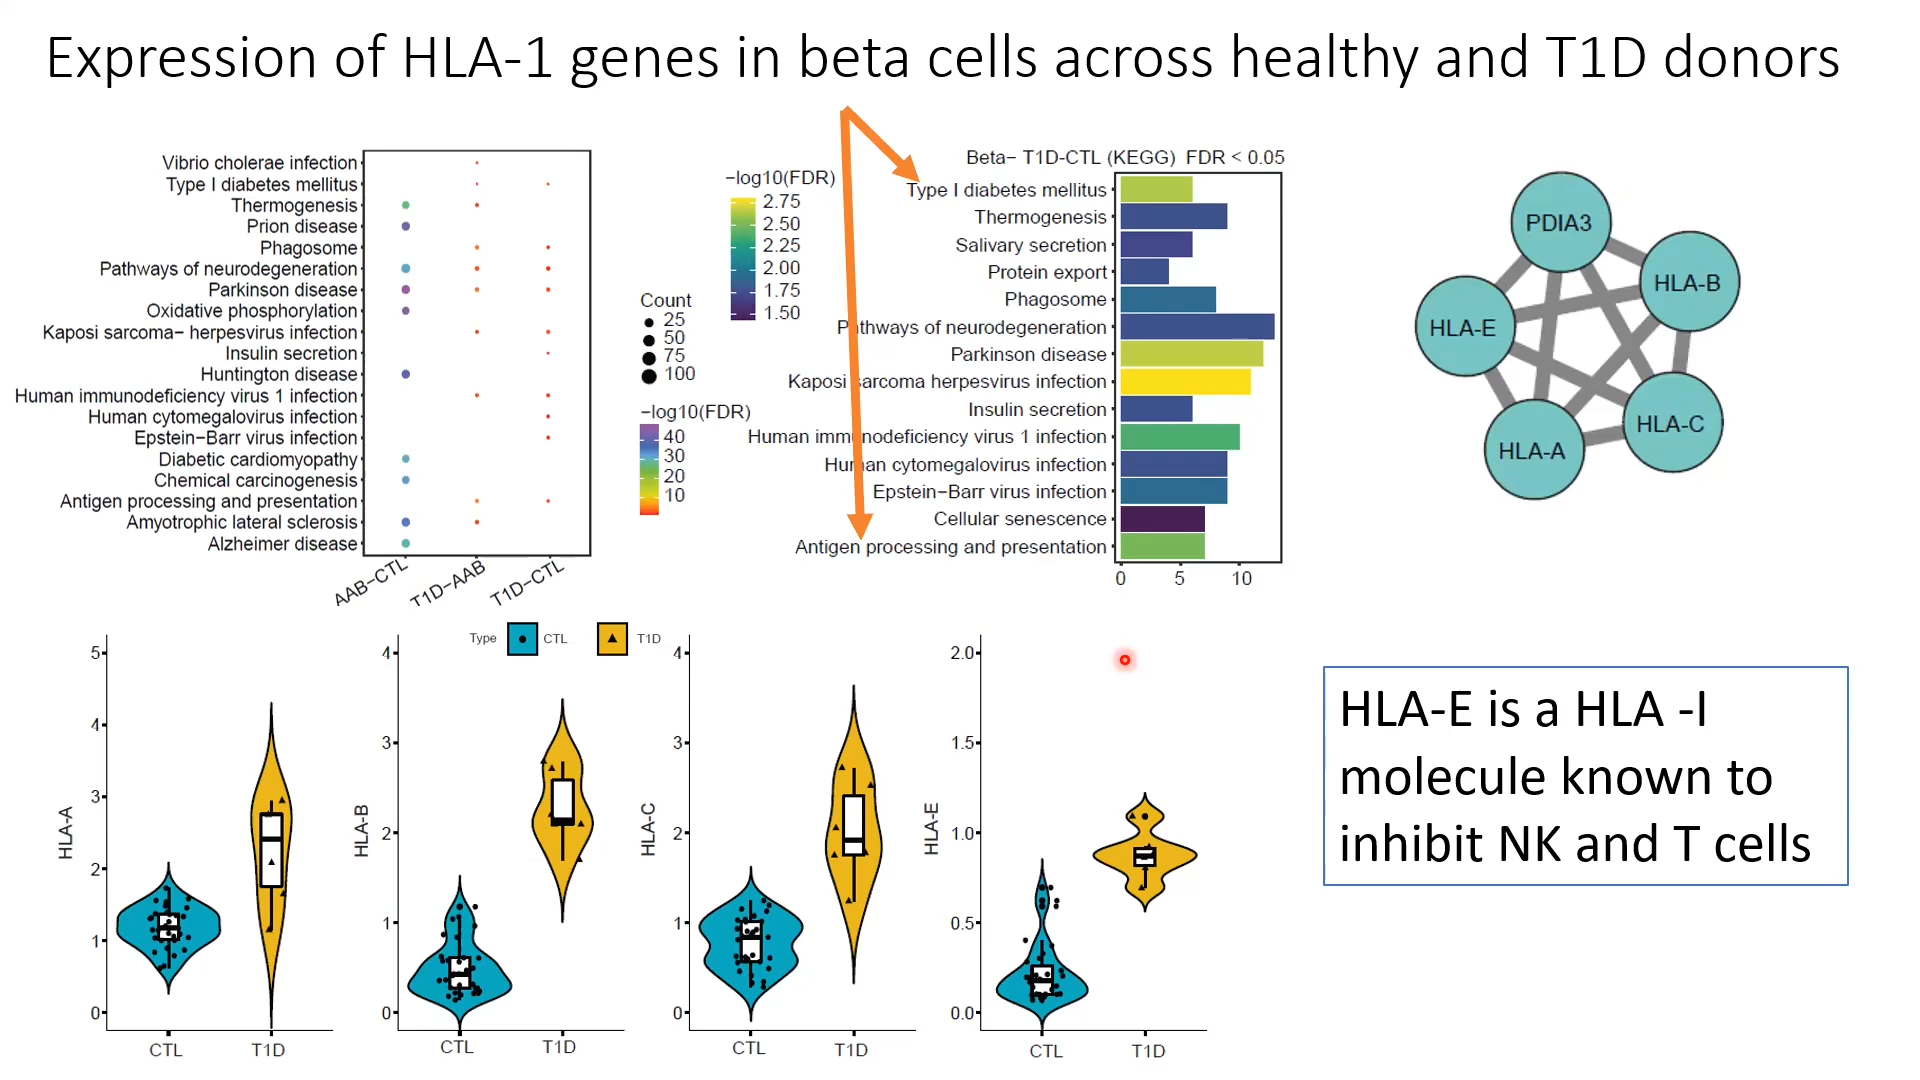 Expression of HLA-1 genes in beta cells across healthy and T1D donors
Vibrio cholerae infection
Type I diabetes mellitus
Thermogenesis
Prion disease
Phagosome
Pathways of neurodegeneration
Parkinson disease
Oxidative phosphorylation
Kaposi sarcoma− herpesvirus infection
Insulin secretion
Huntington disease
Human immunodeficiency virus 1 infection
Human cytomegalovirus infection
Epstein−Barr virus infection
Diabetic cardiomyopathy
Chemical carcinogenesis
Antigen processing and presentation
Amyotrophic lateral sclerosis
Alzheimer disease
AAB−CTL
T1D−AAB
T1D−CTL
Count
25
50
75
100
−log10(FDR)
40
30
20
10
−log10(FDR)
2.75
2.50
2.25
2.00
1.75
1.50
Beta− T1D-CTL (KEGG) FDR < 0.05
Type I diabetes mellitus
Thermogenesis
Salivary secretion
Protein export
Phagosome
Pathways of neurodegeneration
Parkinson disease
Kaposi sarcoma herpesvirus infection
Insulin secretion
Human immunodeficiency virus 1 infection
Human cytomegalovirus infection
Epstein−Barr virus infection
Cellular senescence
Antigen processing and presentation
0 5 10
PDIA3
HLA-B
HLA-E
HLA-C
HLA-A
Type CTL T1D
HLA-A
5
4
3
2
1
0
CTL T1D
HLA-B
4
3
2
1
0
CTL T1D
HLA-C
4
3
2
1
0
CTL T1D
HLA-E
2.0
1.5
1.0
0.5
0.0
CTL T1D
HLA-E is a HLA -I
molecule known to
inhibit NK and T cells